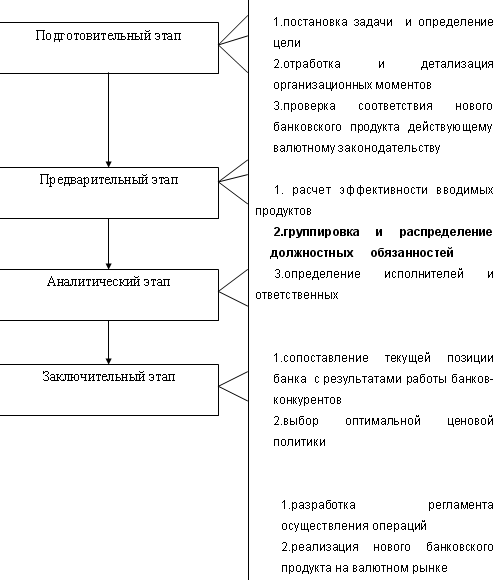 Подготовительный этап
1.постановка задачи и определение
цели
2.отработка и детализация
организационных моментов
3.проверка соответствия нового
банковского продукта действующему
валютному законодательству
Предварительный этап
1. расчет эффективности вводимых
продуктов
2.группировка и распределение
должностных обязанностей
3.определение исполнителей и
ответственных
Аналитический этап
1.сопоставление текущей позиции
банка с результатами работы банков-
конкурентов
2.выбор оптимальной ценовой
политики
Заключительный этап
1.разработка регламента
осуществления операций
2.реализация нового банковского
продукта на валютном рынке